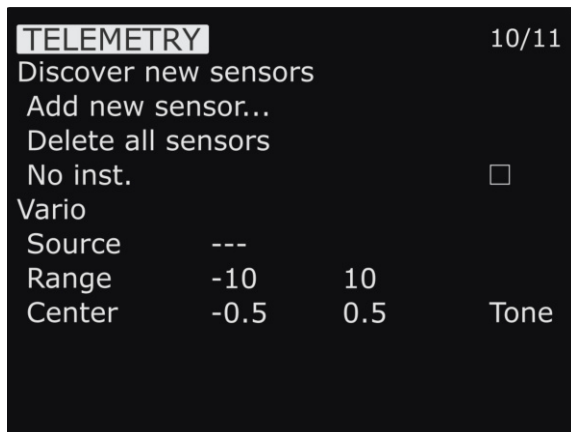 TELEMETRY 10/11
Discover new sensors
Add new sensor...
Delete all sensors
No inst.
Vario
Source ---
Range -10 10
Center -0.5 0.5 Tone